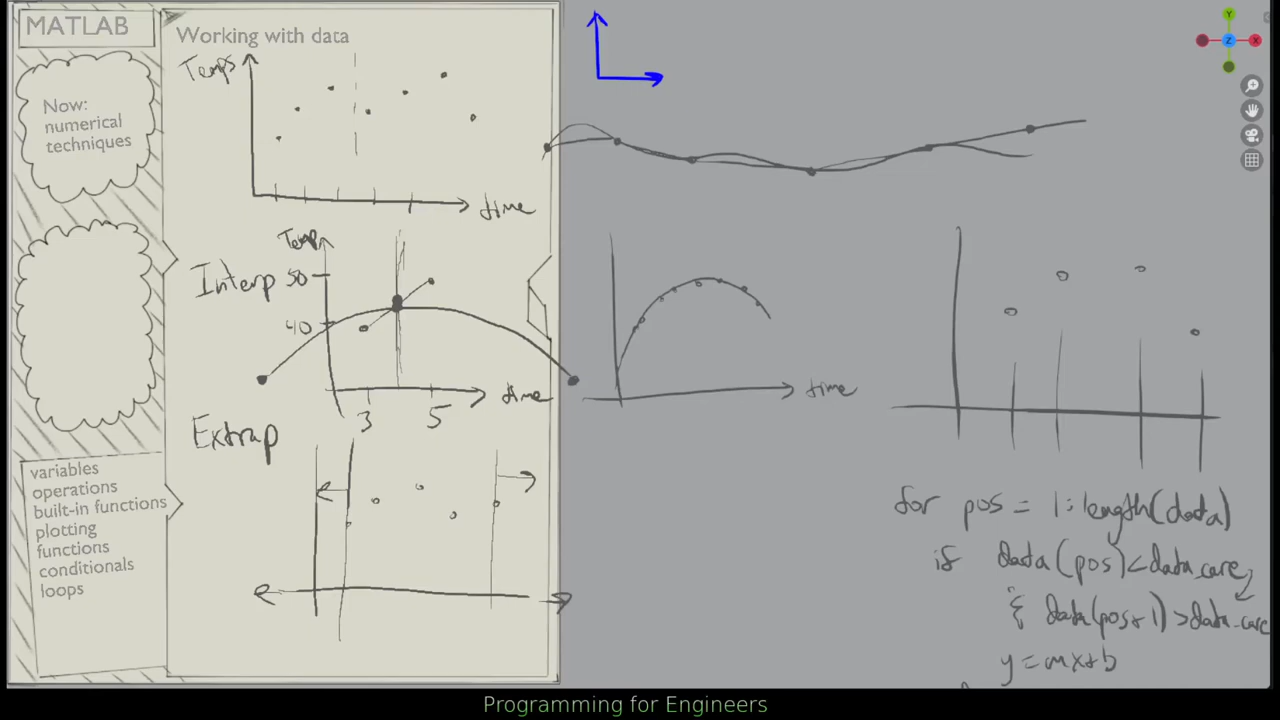 MATLAB
Working with data
Now:
numerical
techniques
Temps
time
Temp
Interp
50
40
3
5
time
Extrap
variables
operations
built-in functions
plotting
functions
conditionals
loops
time
for pos = 1:length(data)
if data(pos)<data_care
& data(pos+1)>data_care
y=mx+b
Y
Z
X
Programming for Engineers